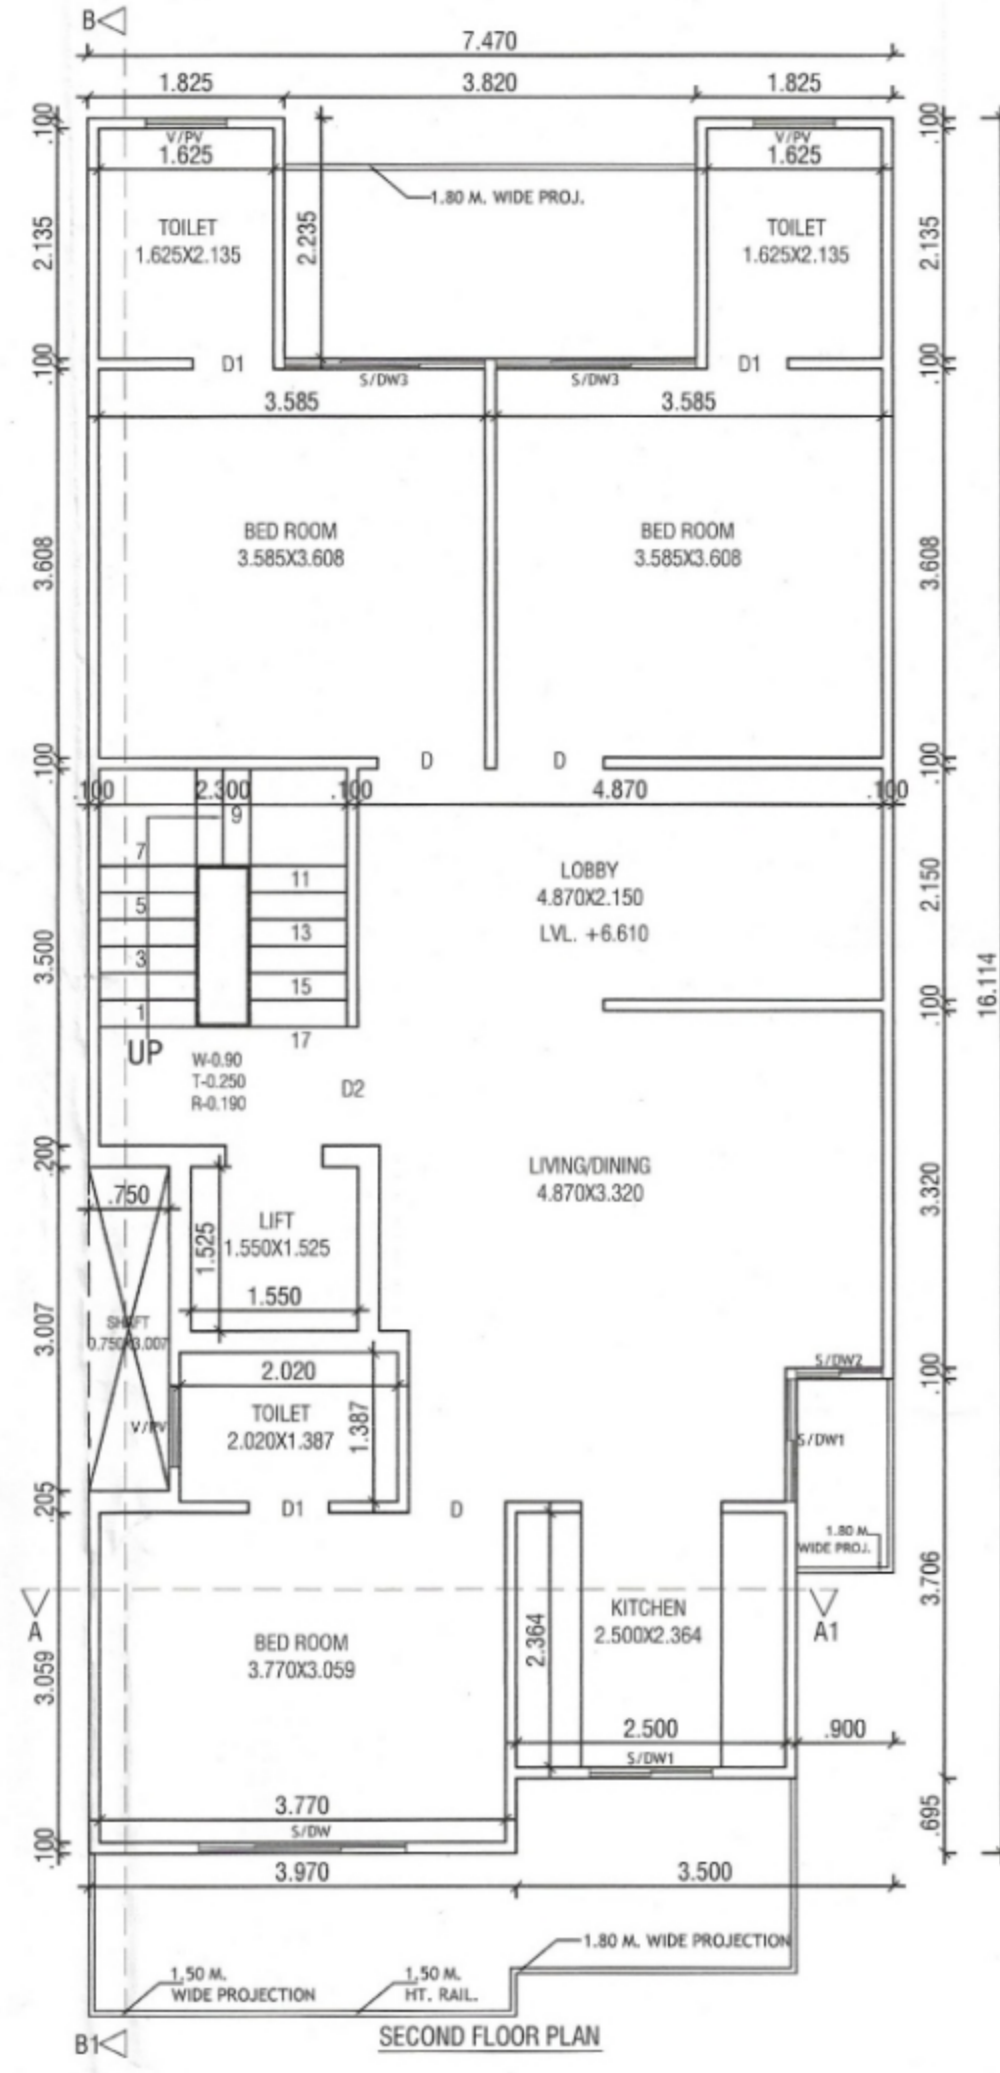 B
7.470
1.825
3.820
1.825
.100
V/PV
1.625
1.80 M. WIDE PROJ.
V/PV
1.625
.100
2.135
TOILET
1.625X2.135
2.235
TOILET
1.625X2.135
2.135
.100
D1
S/DW3
S/DW3
D1
.100
3.585
3.585
3.608
BED ROOM
3.585X3.608
BED ROOM
3.585X3.608
3.608
.100
D
D
.100
.100
2.300
.100
4.870
.100
9
7
11
5
13
3
15
1
17
LOBBY
4.870X2.150
LVL. +6.610
2.150
3.500
16.114
.100
UP
W-0.90
T-0.250
R-0.190
D2
.200
.750
LIFT
1.550X1.525
1.525
1.550
LIVING/DINING
4.870X3.320
3.320
SHAFT
0.750X3.007
3.007
S/DW2
.100
2.020
V/PV
TOILET
2.020X1.387
1.387
S/DW1
.205
D1
D
1.80 M.
WIDE PROJ.
3.706
A
A1
KITCHEN
2.500X2.364
2.364
BED ROOM
3.770X3.059
3.059
2.500
.900
S/DW1
3.770
S/DW
.695
.100
3.970
3.500
1.80 M. WIDE PROJECTION
1.50 M.
WIDE PROJECTION
1.50 M.
HT. RAIL.
SECOND FLOOR PLAN
B1